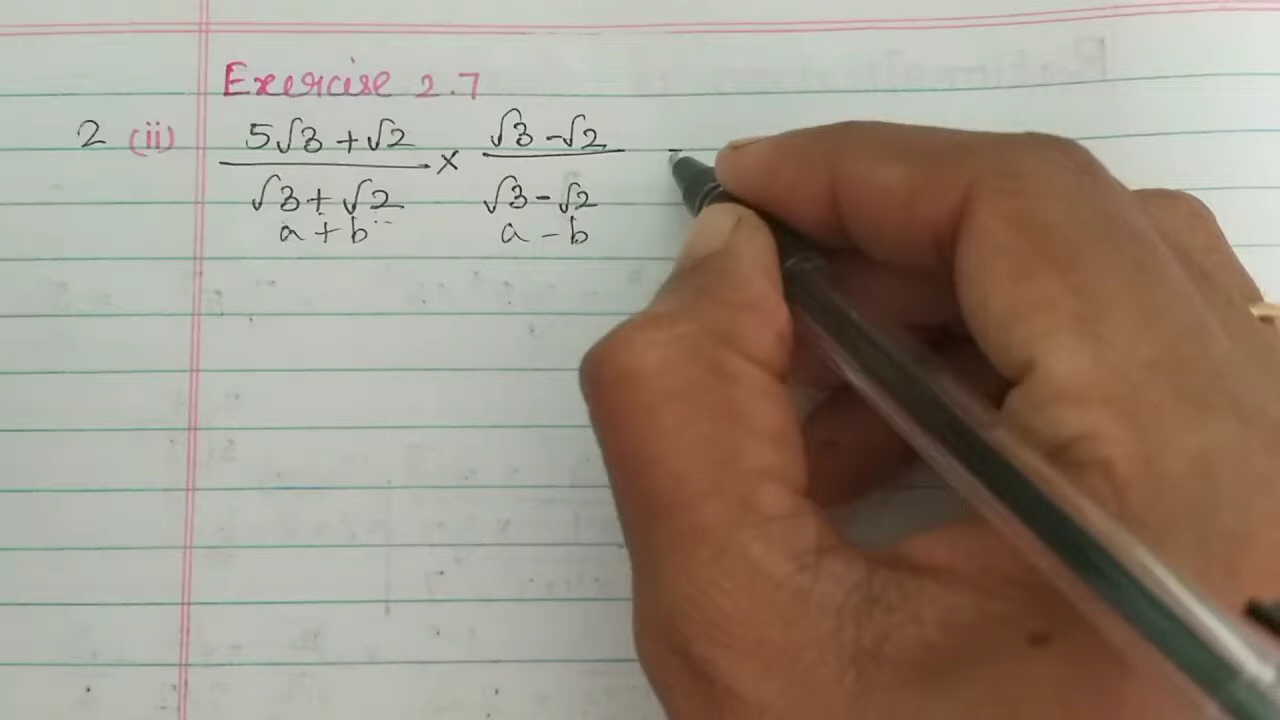 Exercise 2.7
2 (ii) 5√3 + √2 × √3 - √2
√3 + √2 √3 - √2
a + b a - b